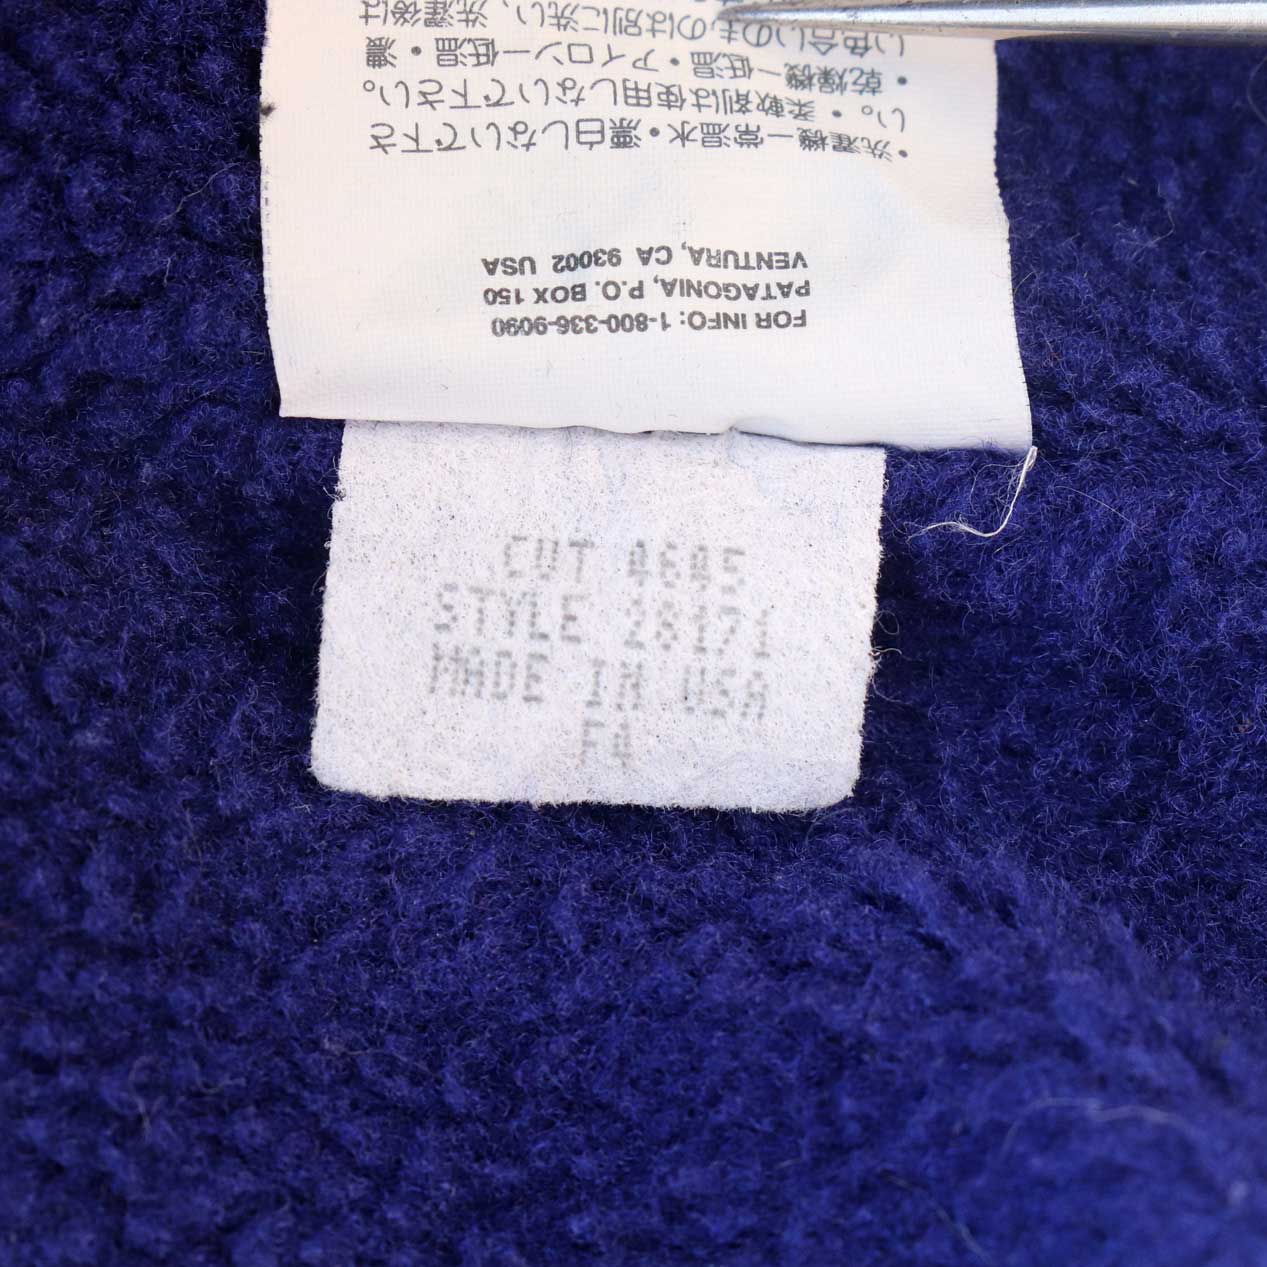 FOR INFO: 1-800-336-9090
PATAGONIA, P.O. BOX 150
VENTURA, CA 93002 USA
・洗濯機ー常温水・漂白しないで下さ
い。・柔軟剤は使用しないで下さい。
・乾燥機ー低温・アイロンー低温・濃
い色合いのものは別に洗い、洗濯後は
CUT
STYLE
MADE IN USA
FA